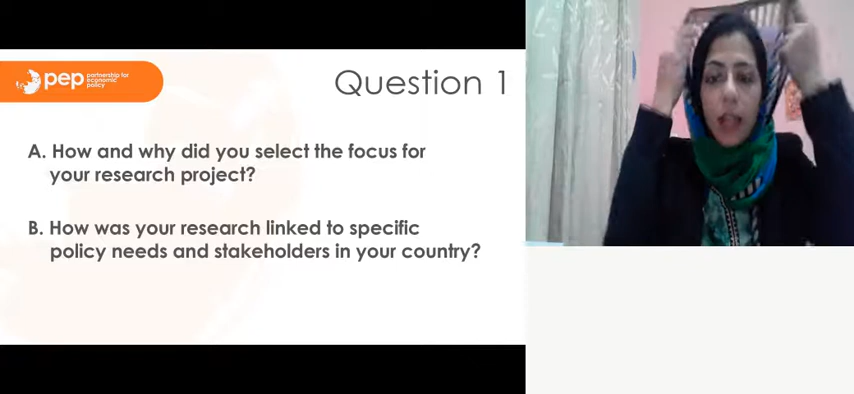 pep partnership for
economic
policy
Question 1
A. How and why did you select the focus for
your research project?
B. How was your research linked to specific
policy needs and stakeholders in your country?